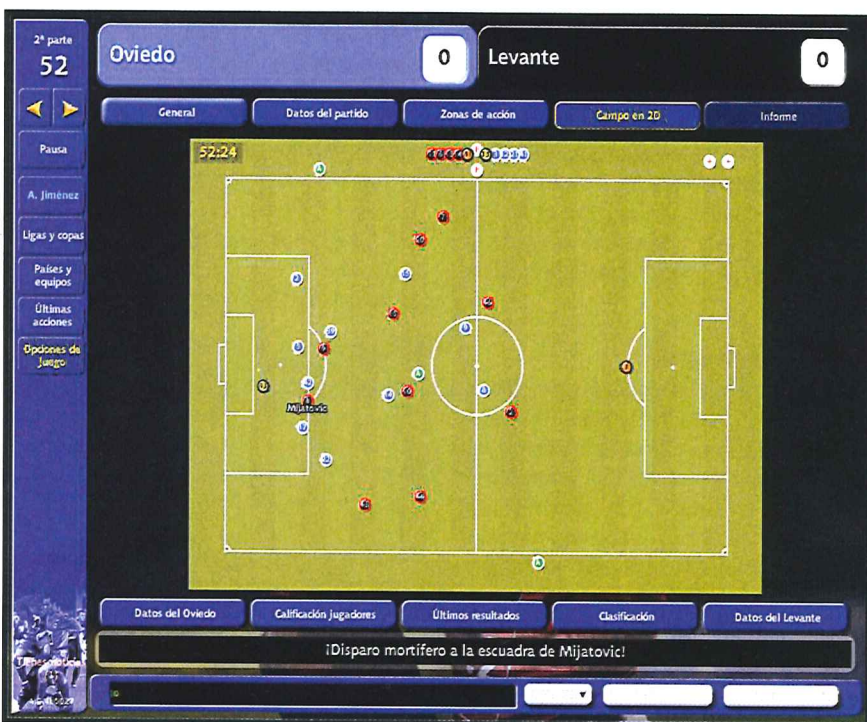 2ª parte
52
Oviedo
0
Levante
0
General
Datos del partido
Zonas de acción
Campo en 2D
Informe
Pausa
A. Jiménez
Ligas y copas
Países y
equipos
Últimas
acciones
Opciones de
Juego
52:24
Mijatovic
Datos del Oviedo
Calificación jugadores
Últimos resultados
Clasificación
Datos del Levante
¡Disparo mortífero a la escuadra de Mijatovic!